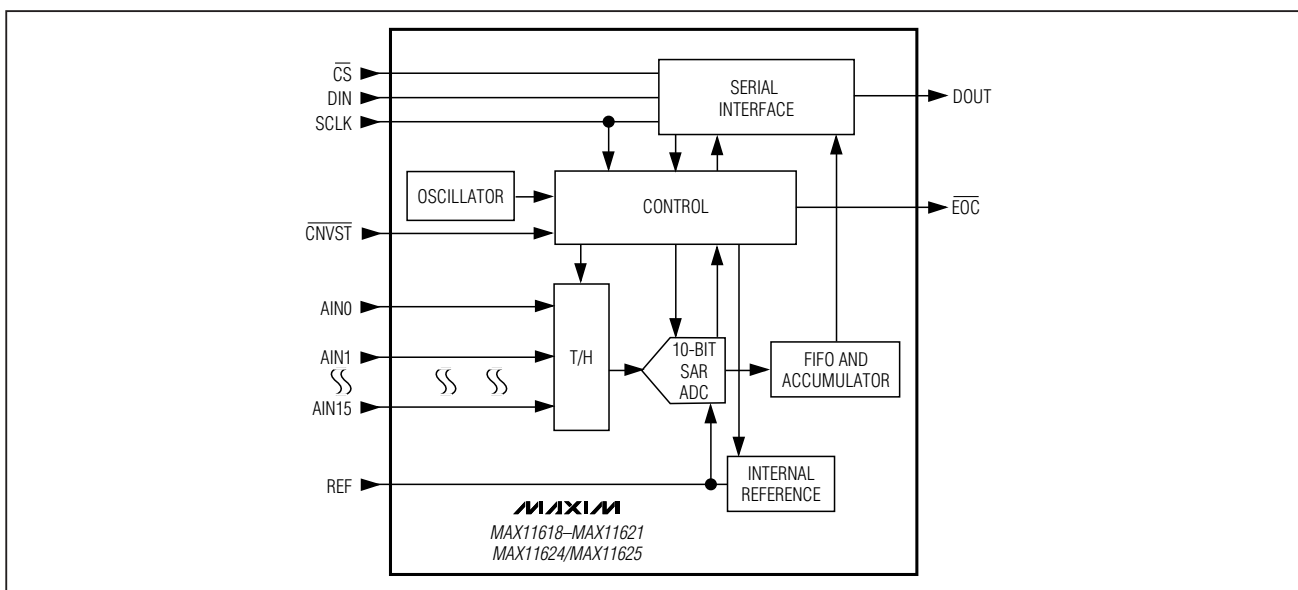 CS
DIN
SCLK
SERIAL
INTERFACE
DOUT
OSCILLATOR
CONTROL
EOC
CNVST
AIN0
AIN1
AIN15
T/H
10-BIT
SAR
ADC
FIFO AND
ACCUMULATOR
REF
INTERNAL
REFERENCE
MAXIM
MAX11618–MAX11621
MAX11624/MAX11625